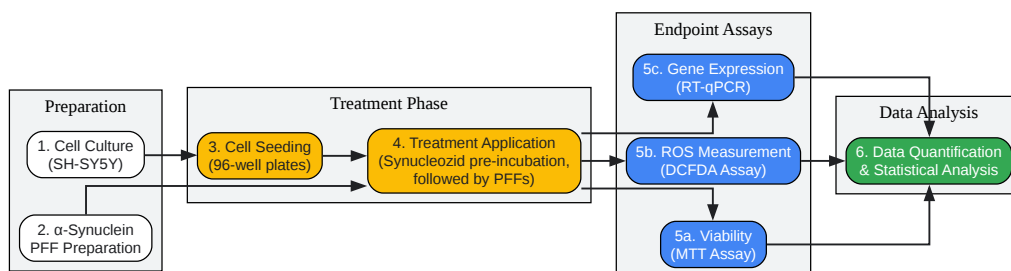 Preparation
1. Cell Culture
(SH-SY5Y)
2. α-Synuclein
PFF Preparation
Treatment Phase
3. Cell Seeding
(96-well plates)
4. Treatment Application
(Synucleozid pre-incubation,
followed by PFFs)
Endpoint Assays
5c. Gene Expression
(RT-qPCR)
5b. ROS Measurement
(DCFDA Assay)
5a. Viability
(MTT Assay)
Data Analysis
6. Data Quantification
& Statistical Analysis